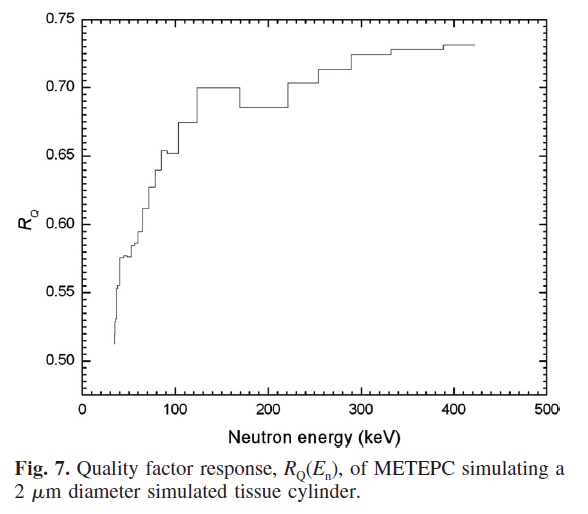 0.75
0.70
0.65
0.60
0.55
0.50
R_Q
0 100 200 300 400 500
Neutron energy (keV)
Fig. 7. Quality factor response, R_Q(E_n), of METEPC simulating a
2 μm diameter simulated tissue cylinder.